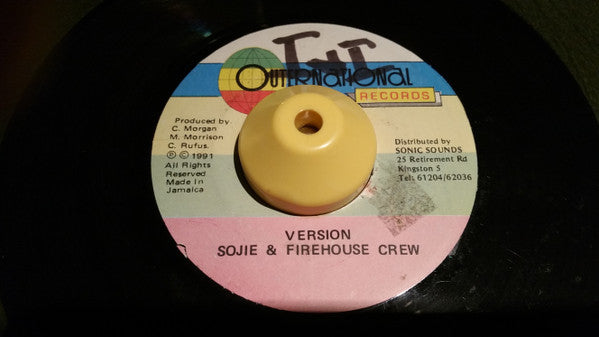 TNT
OUTERNATIONAL
RECORDS
Produced by.
C. Morgan
M. Morrison
C. Rufus.
℗ © 1991
All Rights
Reserved
Made In
Jamaica
Distributed by
SONIC SOUNDS
25 Retirement Rd
Kingston 5
Tel: 61204/62036
VERSION
SOJIE & FIREHOUSE CREW